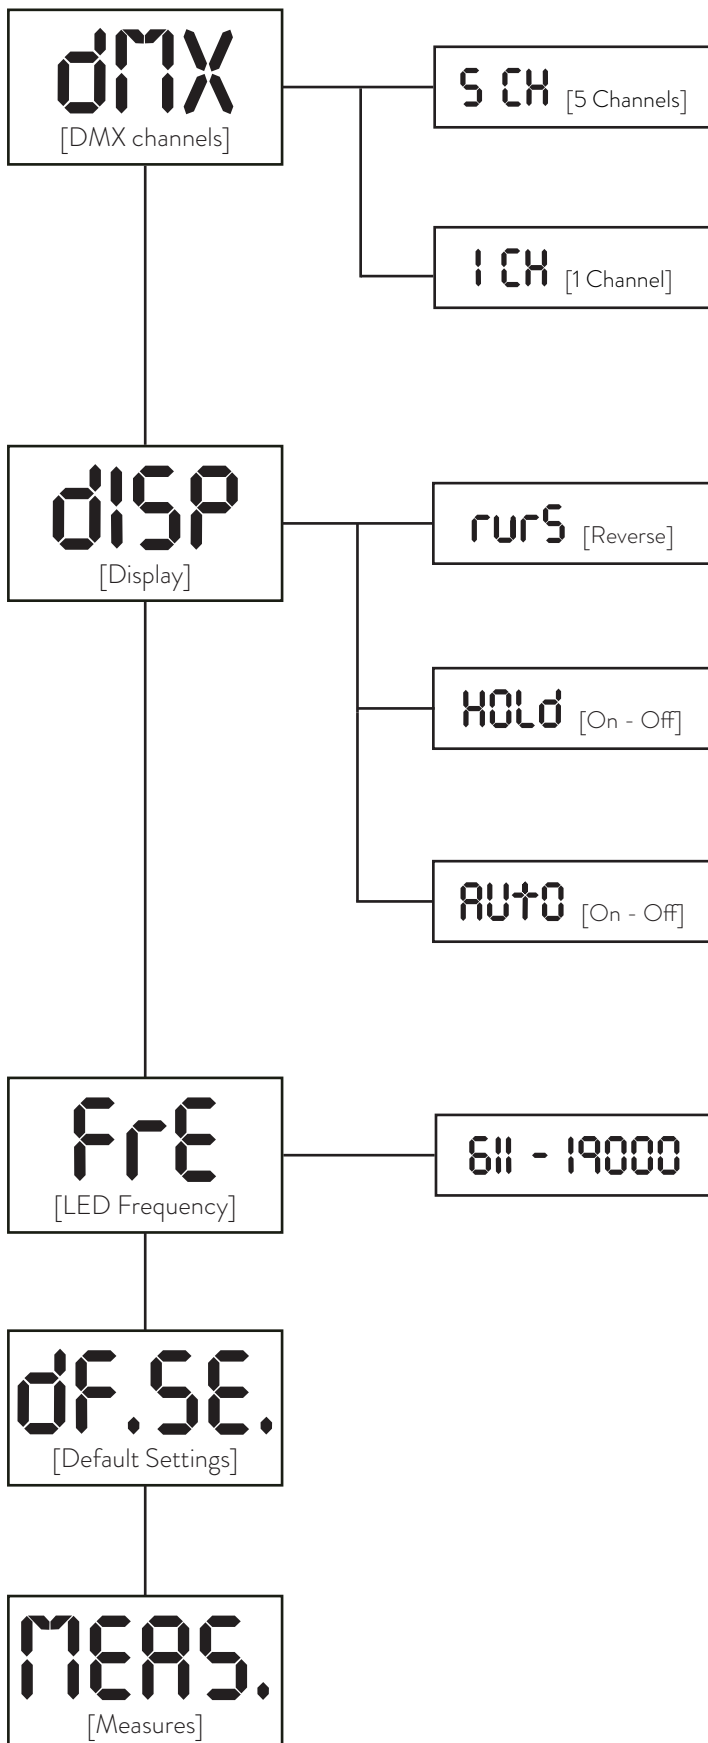 dMX
[DMX channels]
5 CH [5 Channels]
1 CH [1 Channel]
dISP
[Display]
rurS [Reverse]
HOLd [On - Off]
AUtO [On - Off]
FrE
[LED Frequency]
611 - 19000
dF.SE.
[Default Settings]
MEAS.
[Measures]